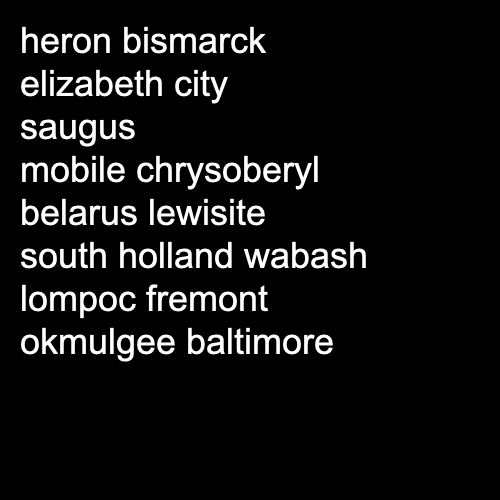 heron bismarck
elizabeth city
saugus
mobile chrysoberyl
belarus lewisite
south holland wabash
lompoc fremont
okmulgee baltimore